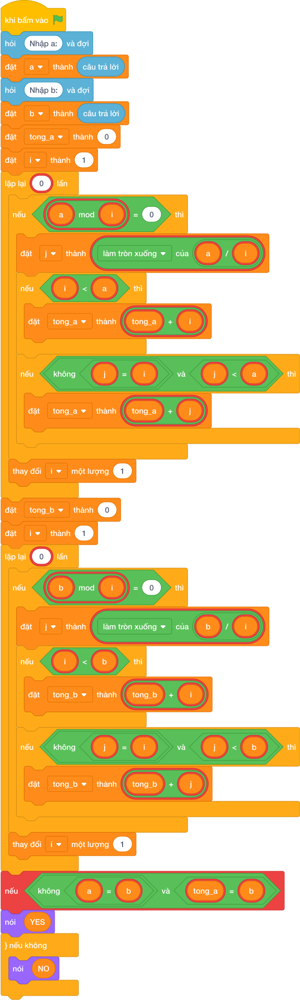 khi bấm vào
hỏi Nhập a: và đợi
đặt a thành câu trả lời
hỏi Nhập b: và đợi
đặt b thành câu trả lời
đặt tong_a thành 0
đặt i thành 1
lặp lại 0 lần
nếu a mod i = 0 thì
đặt j thành làm tròn xuống của a / i
nếu i < a thì
đặt tong_a thành tong_a + i
nếu không j = i và j < a thì
đặt tong_a thành tong_a + j
thay đổi i một lượng 1
đặt tong_b thành 0
đặt i thành 1
lặp lại 0 lần
nếu b mod i = 0 thì
đặt j thành làm tròn xuống của b / i
nếu i < b thì
đặt tong_b thành tong_b + i
nếu không j = i và j < b thì
đặt tong_b thành tong_b + j
thay đổi i một lượng 1
nếu không a = b và tong_a = b
nói YES
} nếu không
nói NO